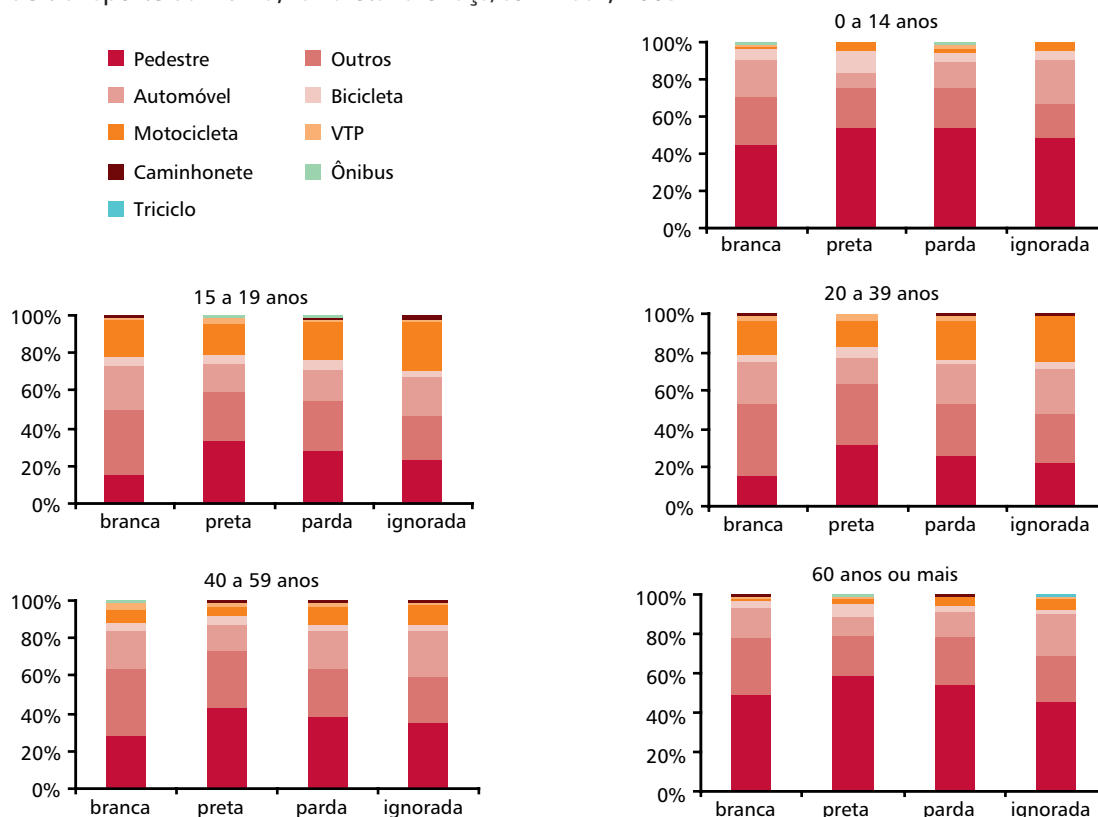 Pedestre
Outros
Automóvel
Bicicleta
Motocicleta
VTP
Caminhonete
Ônibus
Triciclo
0 a 14 anos
100%
80%
60%
40%
20%
0%
branca preta parda ignorada
15 a 19 anos
100%
80%
60%
40%
20%
0%
branca preta parda ignorada
20 a 39 anos
100%
80%
60%
40%
20%
0%
branca preta parda ignorada
40 a 59 anos
100%
80%
60%
40%
20%
0%
branca preta parda ignorada
60 anos ou mais
100%
80%
60%
40%
20%
0%
branca preta parda ignorada